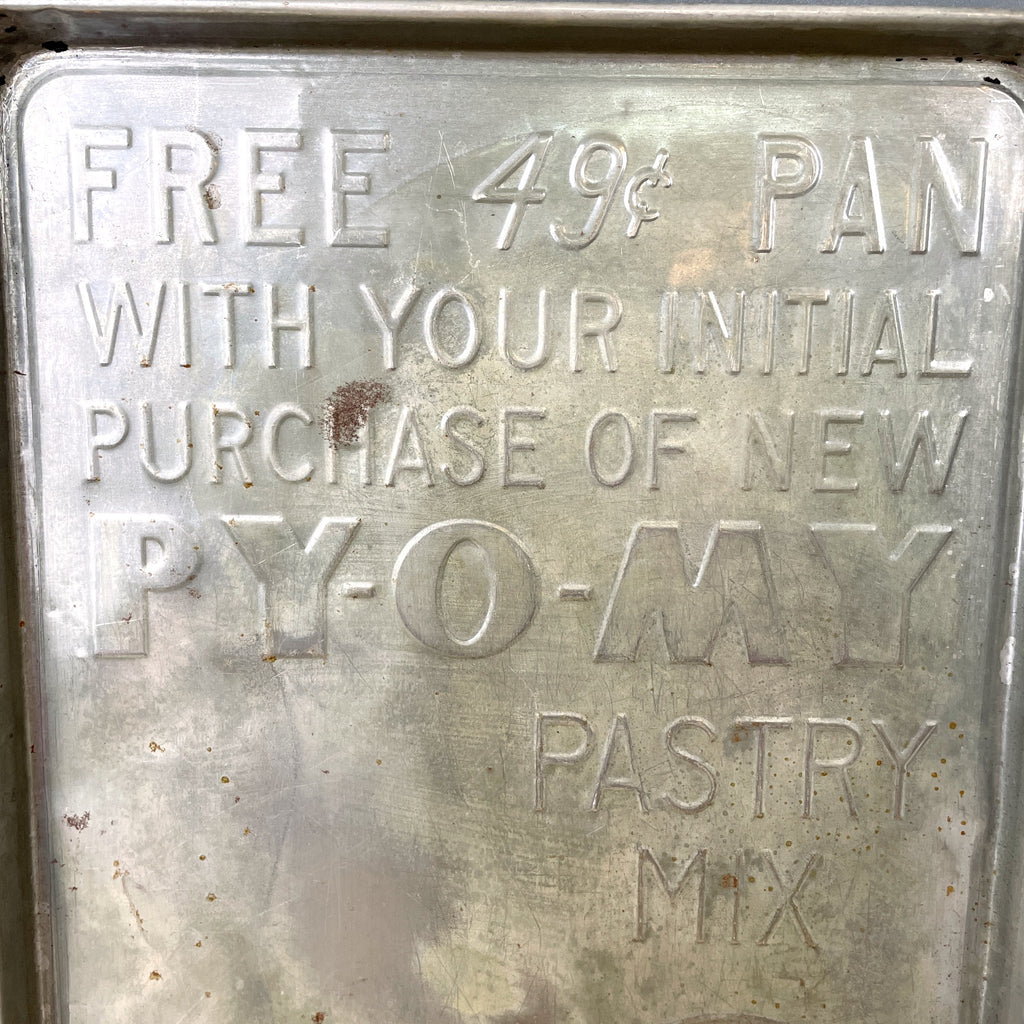 FREE 49¢ PAN
WITH YOUR INITIAL
PURCHASE OF NEW
PY-O-MY
PASTRY
MIX